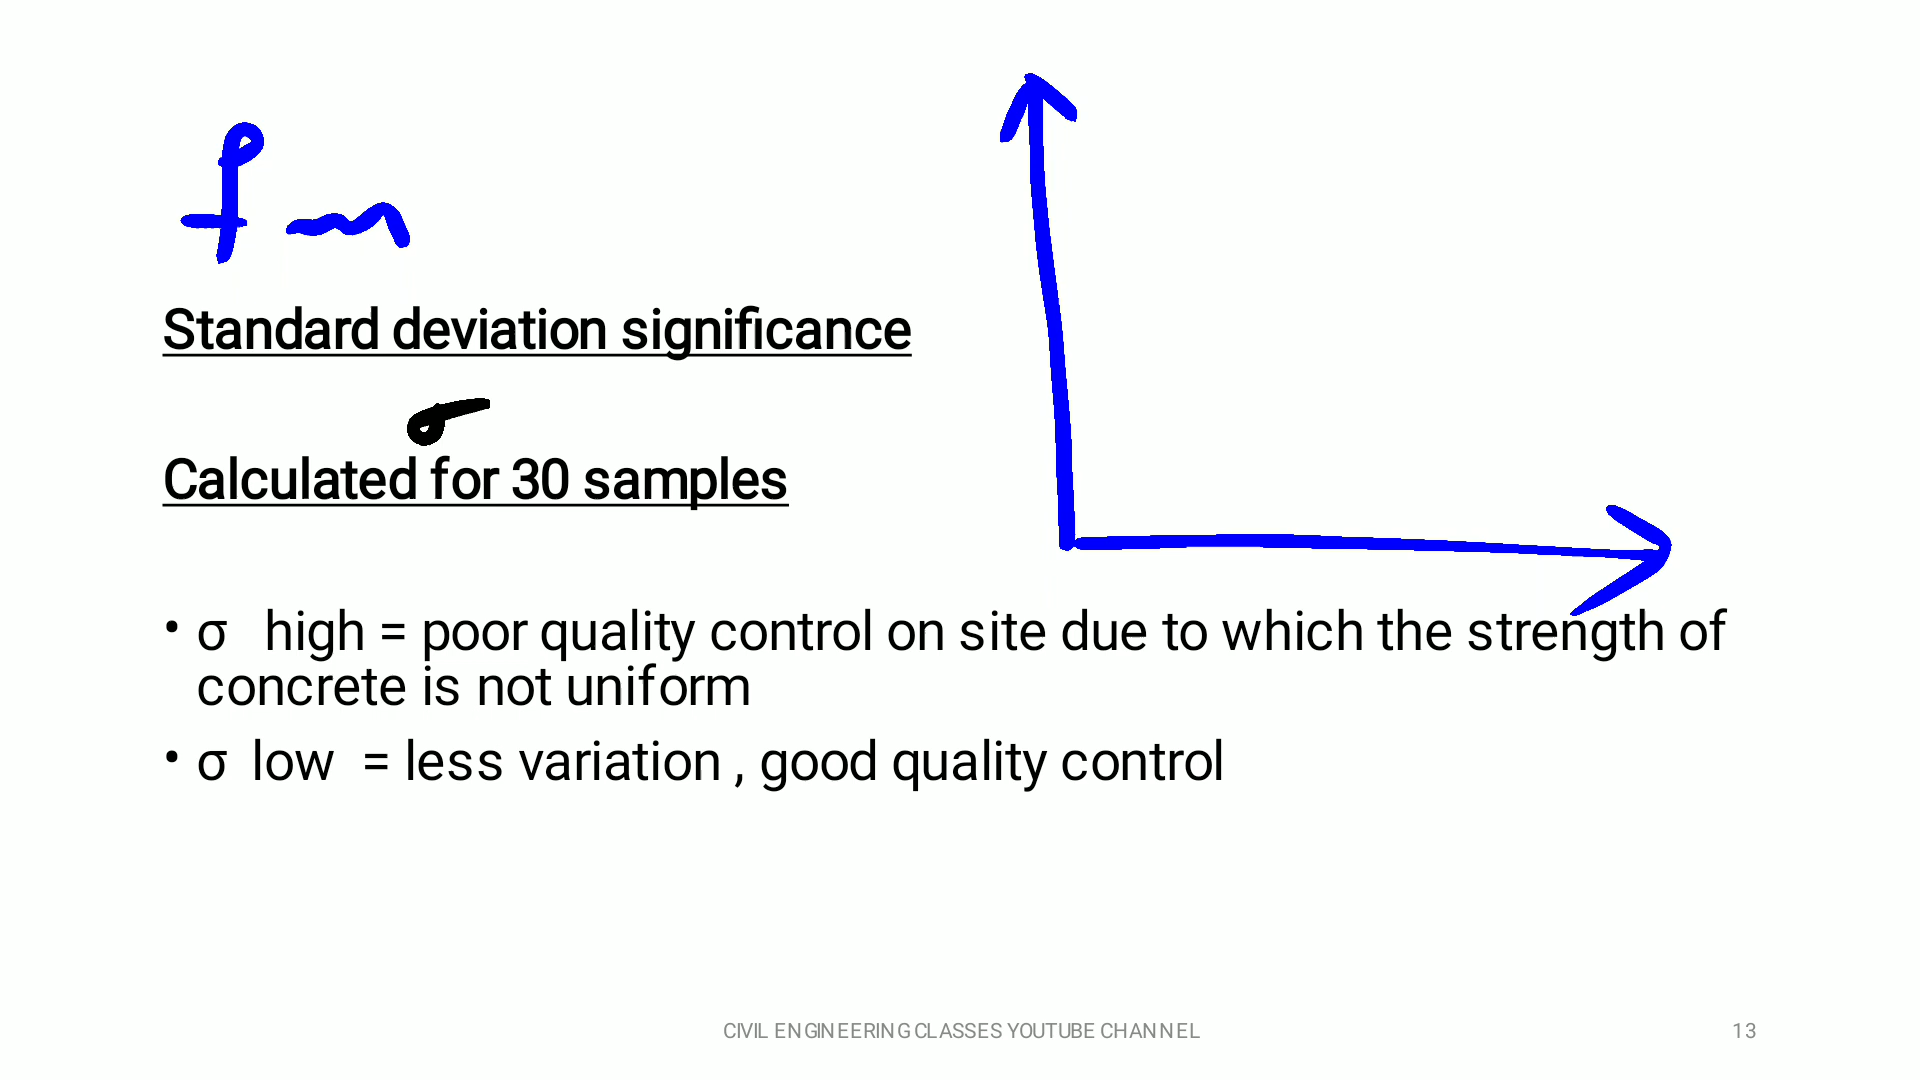 fm
Standard deviation significance
σ
Calculated for 30 samples
• σ high = poor quality control on site due to which the strength of
concrete is not uniform
• σ low = less variation , good quality control
CIVIL ENGINEERING CLASSES YOUTUBE CHANNEL
13